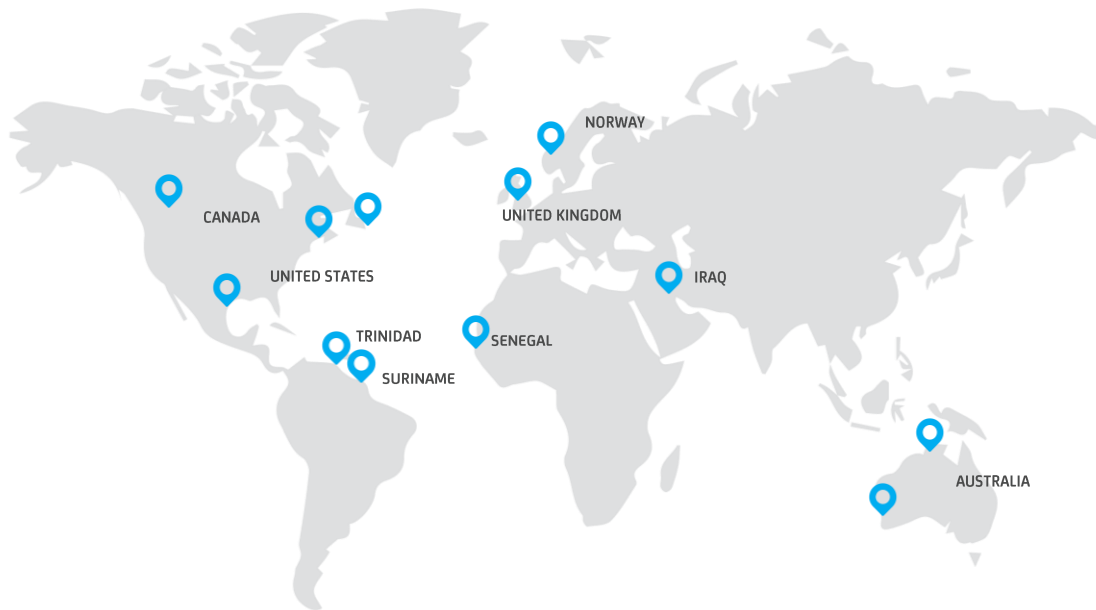 NORWAY
CANADA
UNITED KINGDOM
UNITED STATES
IRAQ
TRINIDAD
SENEGAL
SURINAME
AUSTRALIA